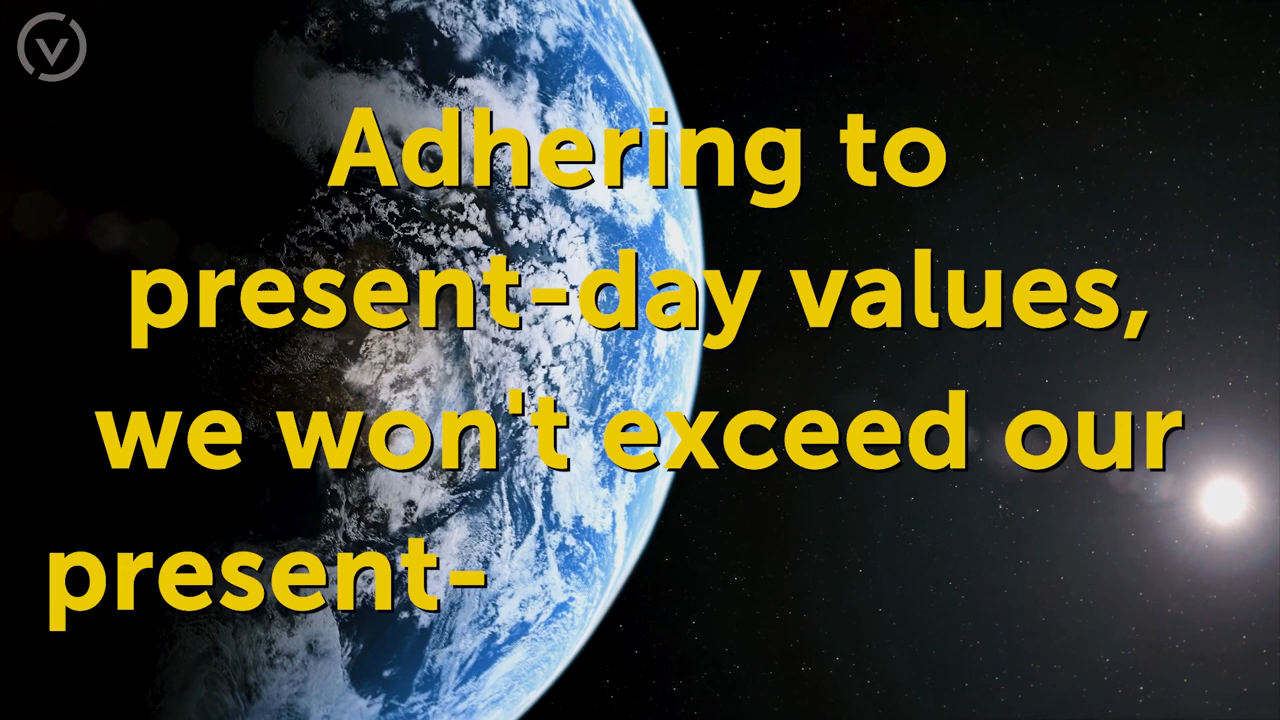 Adhering to
present-day values,
we won't exceed our
present-